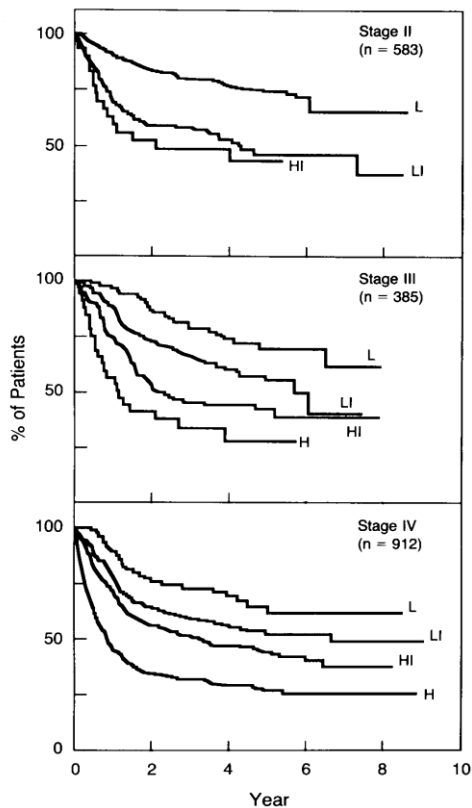 100
Stage II
(n = 583)
L
50
HI
LI
% of Patients
100
Stage III
(n = 385)
L
50
LI
HI
H
100
Stage IV
(n = 912)
L
LI
50
HI
H
0
0 2 4 6 8 10
Year